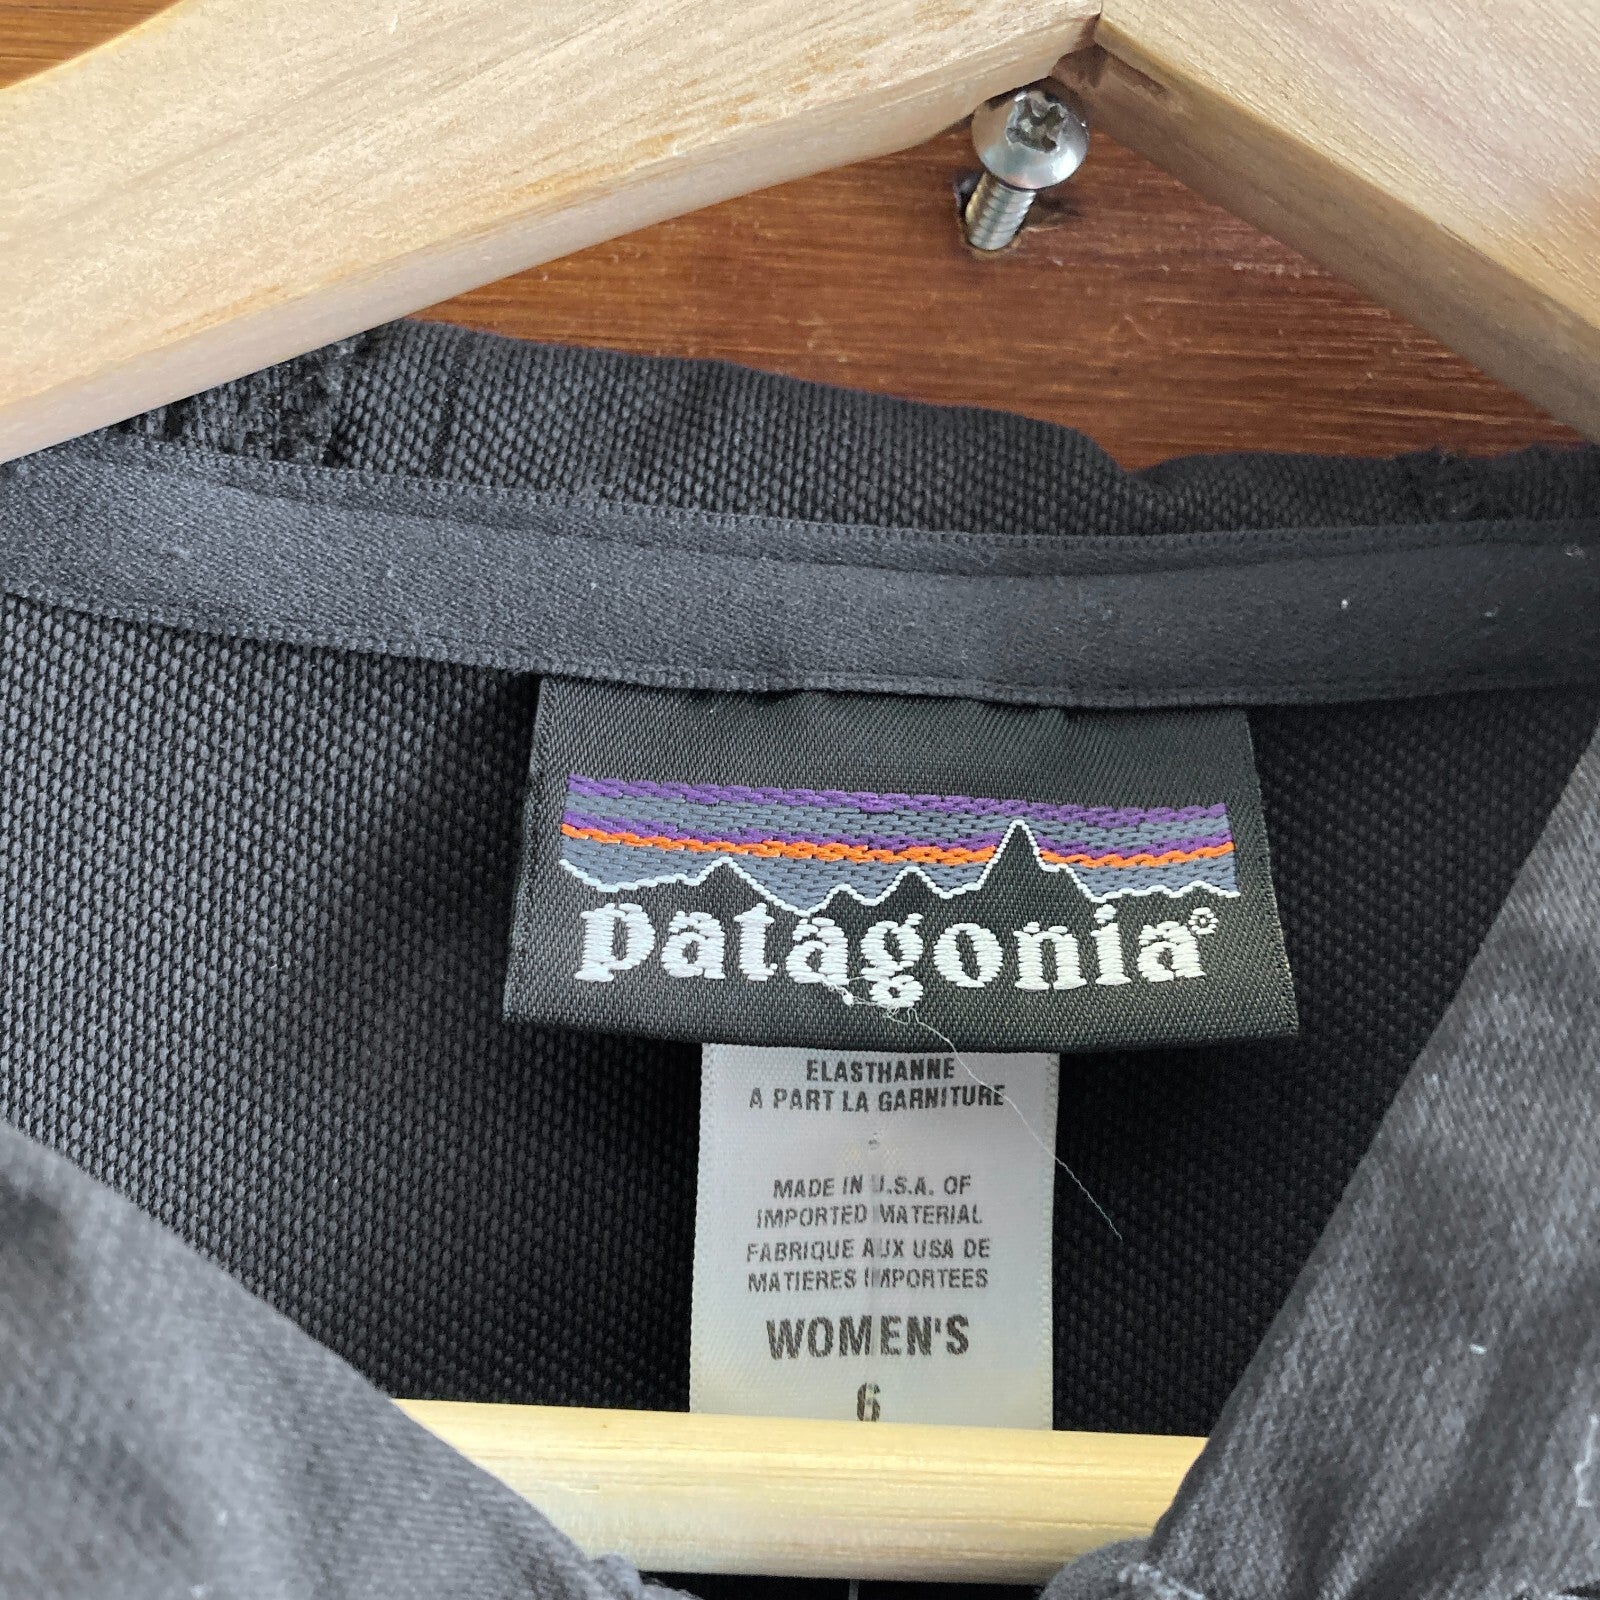 patagonia®
ELASTHANNE
A PART LA GARNITURE
MADE IN U.S.A. OF
IMPORTED MATERIAL
FABRIQUE AUX USA DE
MATIERES IMPORTEES
WOMEN'S
6